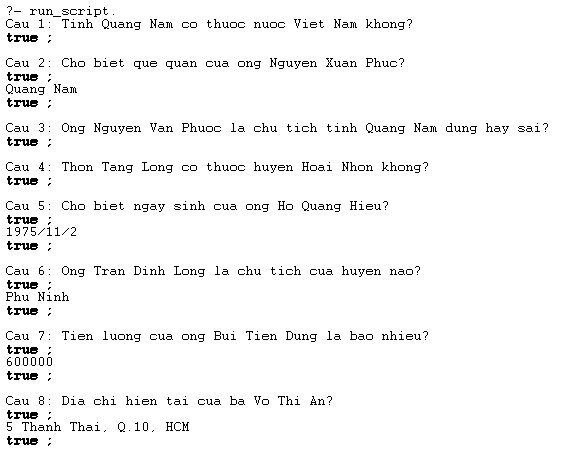 ?- run_script.
Cau 1: Tinh Quang Nam co thuoc nuoc Viet Nam khong?
true ;
Cau 2: Cho biet que quan cua ong Nguyen Xuan Phuc?
true ;
Quang Nam
true ;
Cau 3: Ong Nguyen Van Phuoc la chu tich tinh Quang Nam dung hay sai?
true ;
Cau 4: Thon Tang Long co thuoc huyen Hoai Nhon khong?
true ;
Cau 5: Cho biet ngay sinh cua ong Ho Quang Hieu?
true ;
1975/11/2
true ;
Cau 6: Ong Tran Dinh Long la chu tich cua huyen nao?
true ;
Phu Ninh
true ;
Cau 7: Tien luong cua ong Bui Tien Dung la bao nhieu?
true ;
600000
true ;
Cau 8: Dia chi hien tai cua ba Vo Thi An?
true ;
5 Thanh Thai, Q.10, HCM
true ;